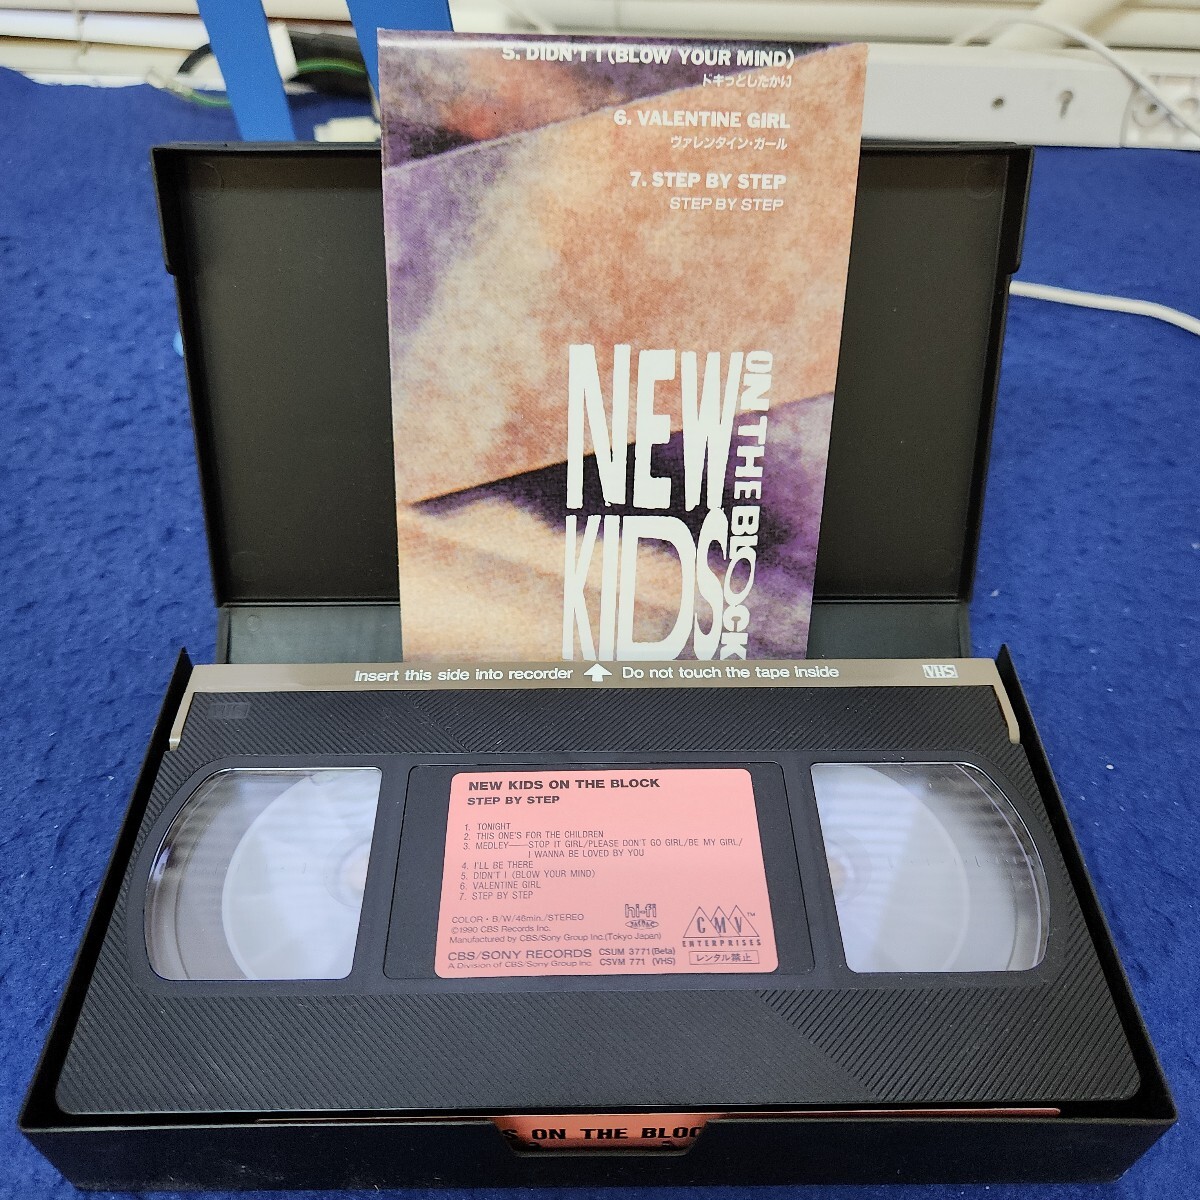 5. DIDN'T I (BLOW YOUR MIND)
ドキッとしたかい
6. VALENTINE GIRL
ヴァレンタイン・ガール
7. STEP BY STEP
STEP BY STEP
NEW
KIDS
ON THE BLOCK
Insert this side into recorder
Do not touch the tape inside
VHS
NEW KIDS ON THE BLOCK
STEP BY STEP
1. TONIGHT
2. THIS ONE'S FOR THE CHILDREN
3. MEDLEY——STOP IT GIRL/PLEASE DON'T GO GIRL/BE MY GIRL/
I WANNA BE LOVED BY YOU
4. I'LL BE THERE
5. DIDN'T I (BLOW YOUR MIND)
6. VALENTINE GIRL
7. STEP BY STEP
COLOR・B/W/46min./STEREO
©1990 CBS Records Inc.
Manufactured by CBS/Sony Group Inc.(Tokyo Japan)
CBS/SONY RECORDS
A Division of CBS/Sony Group Inc.
CSUM 3771(Beta)
CSVM 771 (VHS)
hi-fi
CMV™
ENTERPRISES
レンタル禁止
S ON THE BLOC